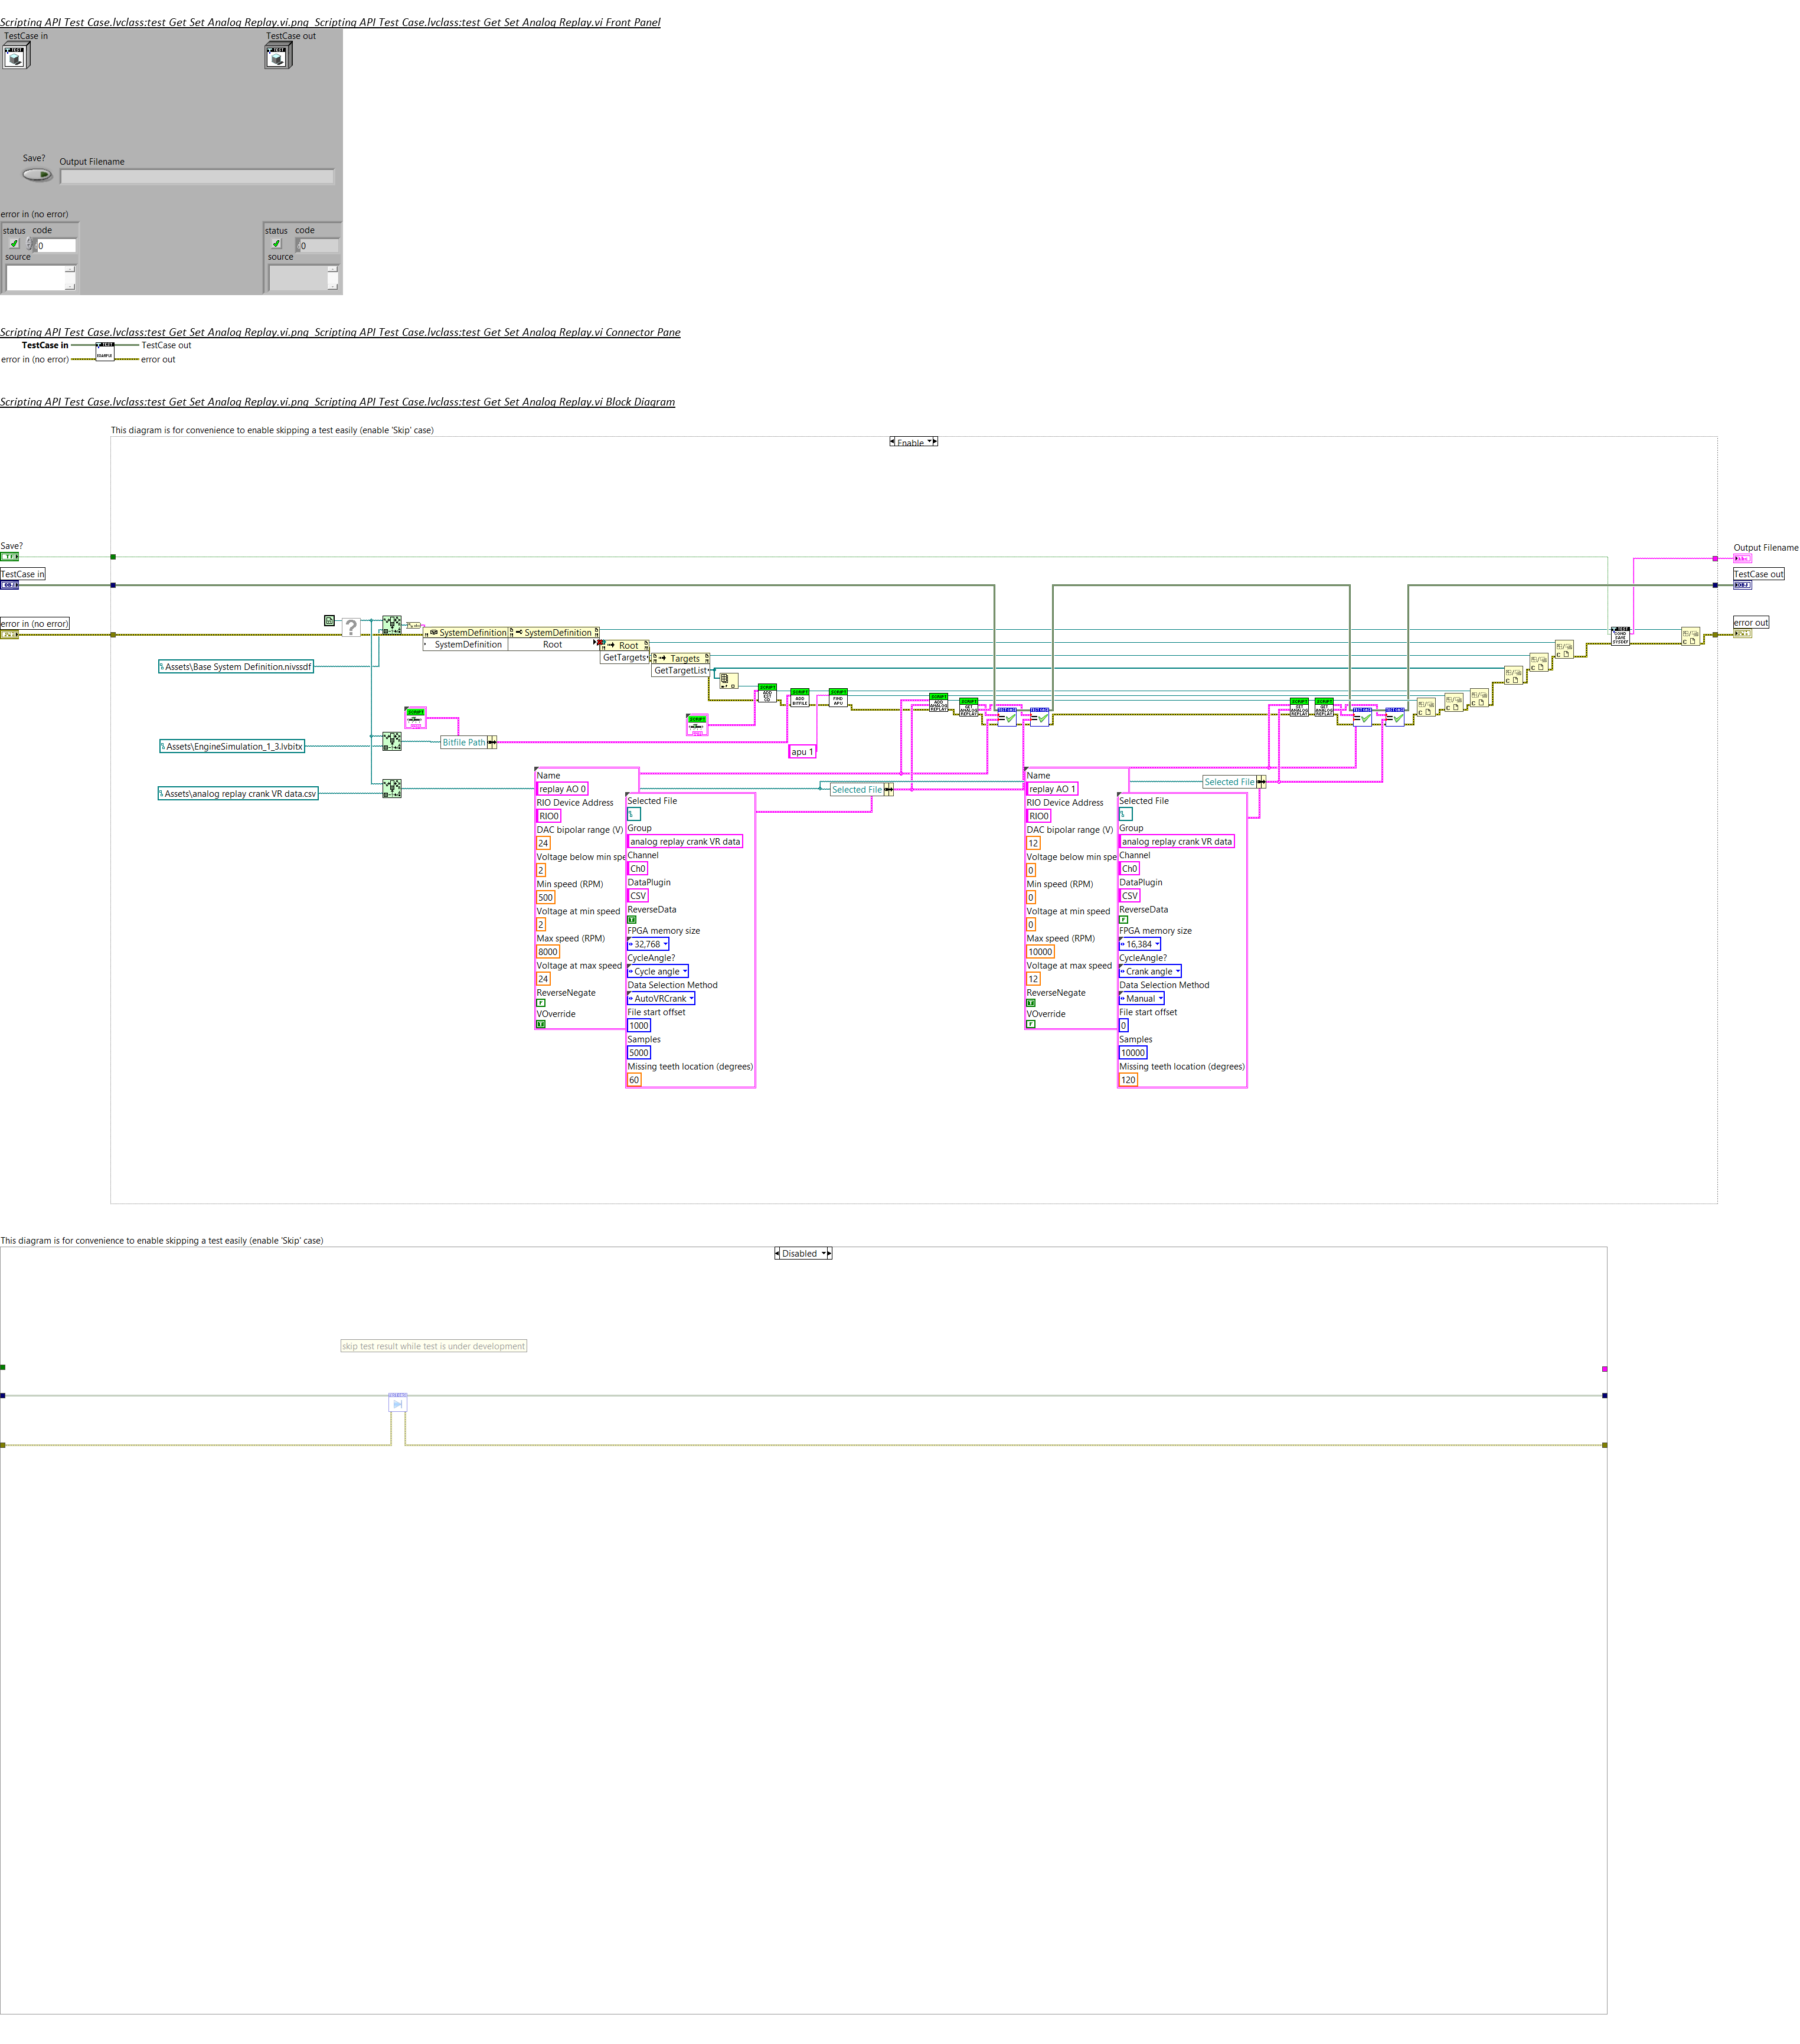 Scripting API Test Case.lvclass:test Get Set Analog Replay.vi.png  Scripting API Test Case.lvclass:test Get Set Analog Replay.vi Front Panel
TestCase in
TestCase out
Save?
Output Filename
error in (no error)
status code
0
source
status code
0
source
Scripting API Test Case.lvclass:test Get Set Analog Replay.vi.png  Scripting API Test Case.lvclass:test Get Set Analog Replay.vi Connector Pane
TestCase in
TestCase out
error in (no error)
error out
Scripting API Test Case.lvclass:test Get Set Analog Replay.vi.png  Scripting API Test Case.lvclass:test Get Set Analog Replay.vi Block Diagram
This diagram is for convenience to enable skipping a test easily (enable 'Skip' case)
Enable
Save?
Output Filename
TestCase in
TestCase out
error in (no error)
error out
SystemDefinition
SystemDefinition
SystemDefinition
Root
Root
GetTargets
Targets
GetTargetList
Assets\Base System Definition.nivssdf
Assets\EngineSimulation_1_3.lvbitx
Bitfile Path
apu 1
Assets\analog replay crank VR data.csv
Selected File
Selected File
Name
replay AO 0
RIO Device Address
RIO0
DAC bipolar range (V)
24
Voltage below min spe
2
Min speed (RPM)
500
Voltage at min speed
2
Max speed (RPM)
8000
Voltage at max speed
24
ReverseNegate
F
VOverride
Selected File
Group
analog replay crank VR data
Channel
Ch0
DataPlugin
CSV
ReverseData
FPGA memory size
32,768
CycleAngle?
Cycle angle
Data Selection Method
AutoVRCrank
File start offset
1000
Samples
5000
Missing teeth location (degrees)
60
Name
replay AO 1
RIO Device Address
RIO0
DAC bipolar range (V)
12
Voltage below min spe
0
Min speed (RPM)
0
Voltage at min speed
0
Max speed (RPM)
10000
Voltage at max speed
12
ReverseNegate
VOverride
F
Selected File
Group
analog replay crank VR data
Channel
Ch0
DataPlugin
CSV
ReverseData
F
FPGA memory size
16,384
CycleAngle?
Crank angle
Data Selection Method
Manual
File start offset
0
Samples
10000
Missing teeth location (degrees)
120
This diagram is for convenience to enable skipping a test easily (enable 'Skip' case)
Disabled
skip test result while test is under development